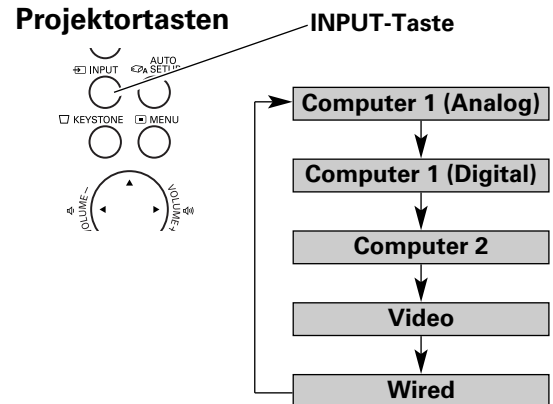 Projektortasten
INPUT-Taste
INPUT
AUTO
SETUP
KEYSTONE
MENU
VOLUME−
VOLUME+
Computer 1 (Analog)
Computer 1 (Digital)
Computer 2
Video
Wired